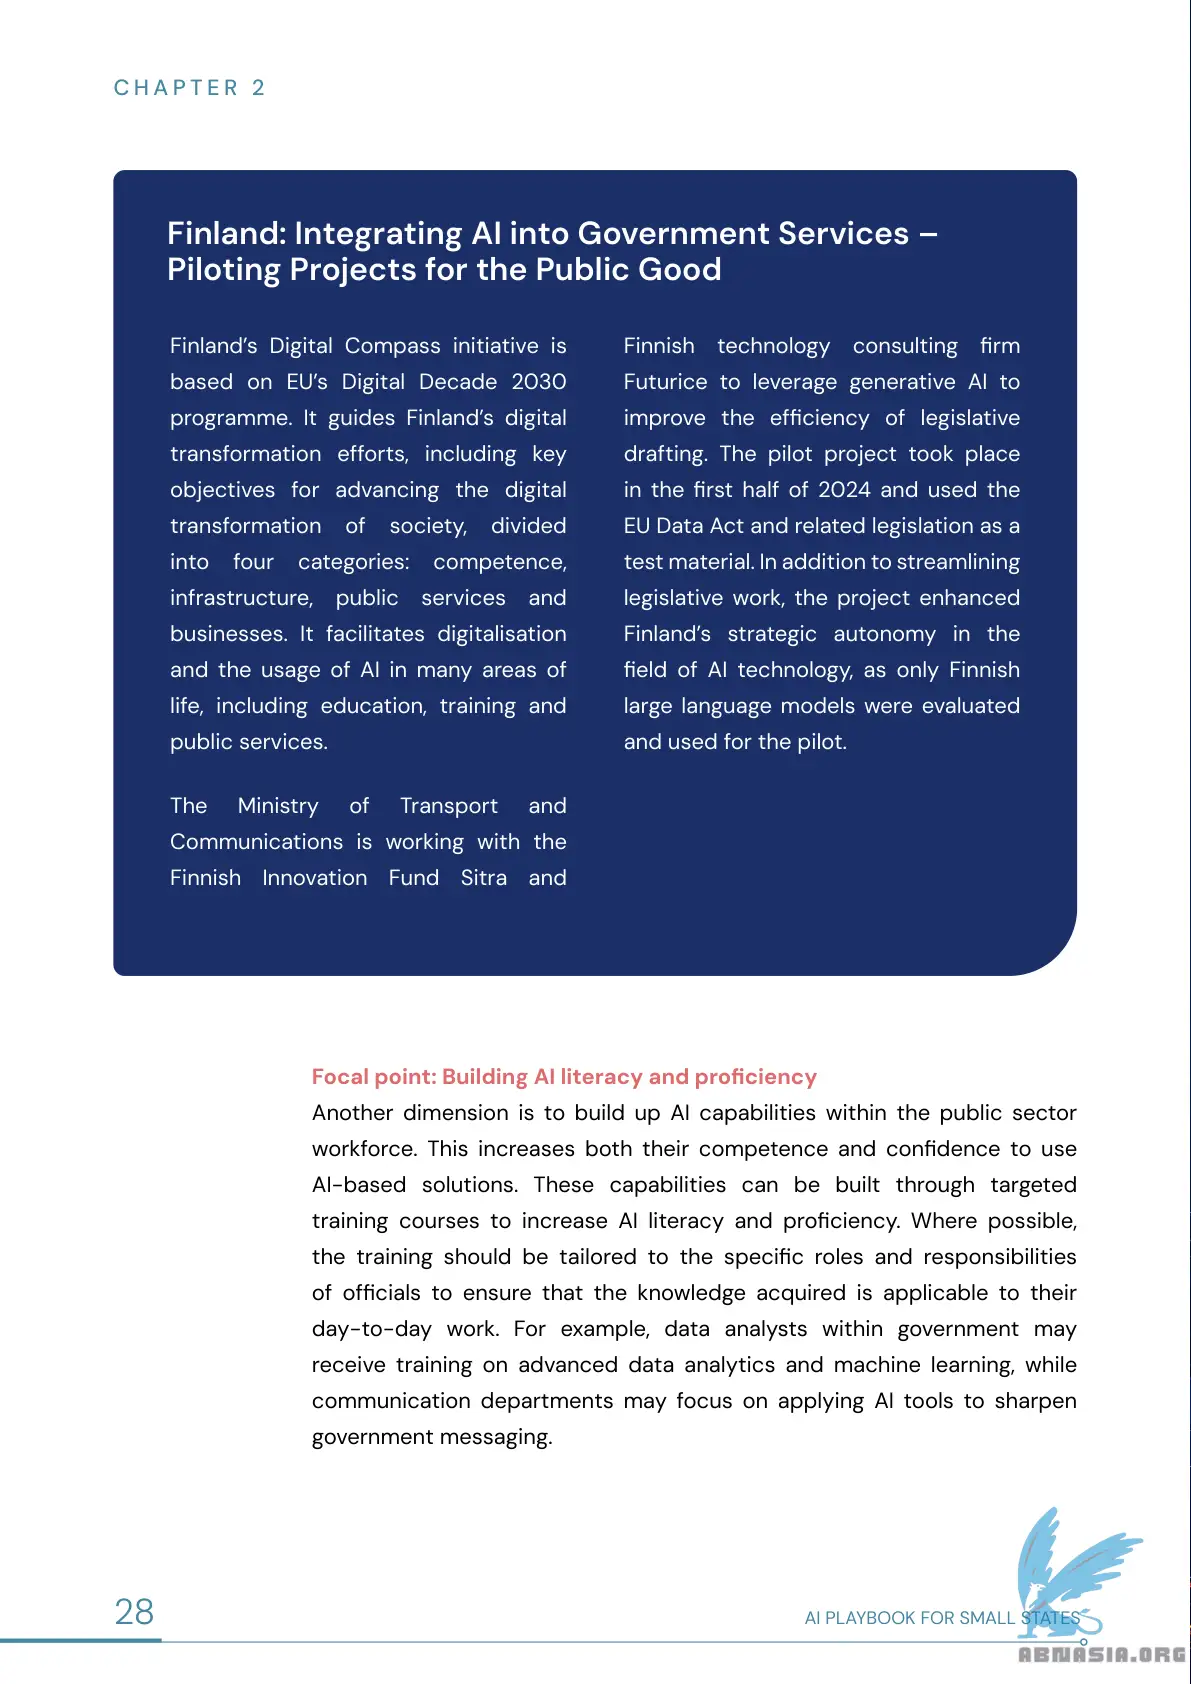 CHAPTER 2
Finland: Integrating AI into Government Services –
Piloting Projects for the Public Good
Finland's Digital Compass initiative is
based on EU's Digital Decade 2030
programme. It guides Finland's digital
transformation efforts, including key
objectives for advancing the digital
transformation of society, divided
into four categories: competence,
infrastructure, public services and
businesses. It facilitates digitalisation
and the usage of AI in many areas of
life, including education, training and
public services.
The Ministry of Transport and
Communications is working with the
Finnish Innovation Fund Sitra and
Finnish technology consulting firm
Futurice to leverage generative AI to
improve the efficiency of legislative
drafting. The pilot project took place
in the first half of 2024 and used the
EU Data Act and related legislation as a
test material. In addition to streamlining
legislative work, the project enhanced
Finland's strategic autonomy in the
field of AI technology, as only Finnish
large language models were evaluated
and used for the pilot.
Focal point: Building AI literacy and proficiency
Another dimension is to build up AI capabilities within the public sector
workforce. This increases both their competence and confidence to use
AI-based solutions. These capabilities can be built through targeted
training courses to increase AI literacy and proficiency. Where possible,
the training should be tailored to the specific roles and responsibilities
of officials to ensure that the knowledge acquired is applicable to their
day-to-day work. For example, data analysts within government may
receive training on advanced data analytics and machine learning, while
communication departments may focus on applying AI tools to sharpen
government messaging.
28
AI PLAYBOOK FOR SMALL STATES
ABNASIA.ORG